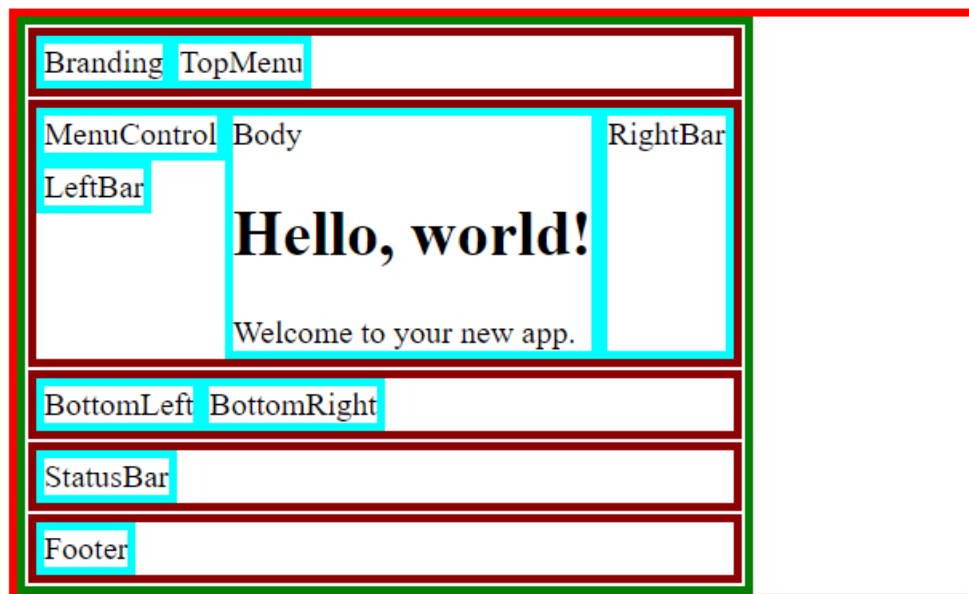 Branding TopMenu
MenuControl Body RightBar
LeftBar
Hello, world!
Welcome to your new app.
BottomLeft BottomRight
StatusBar
Footer